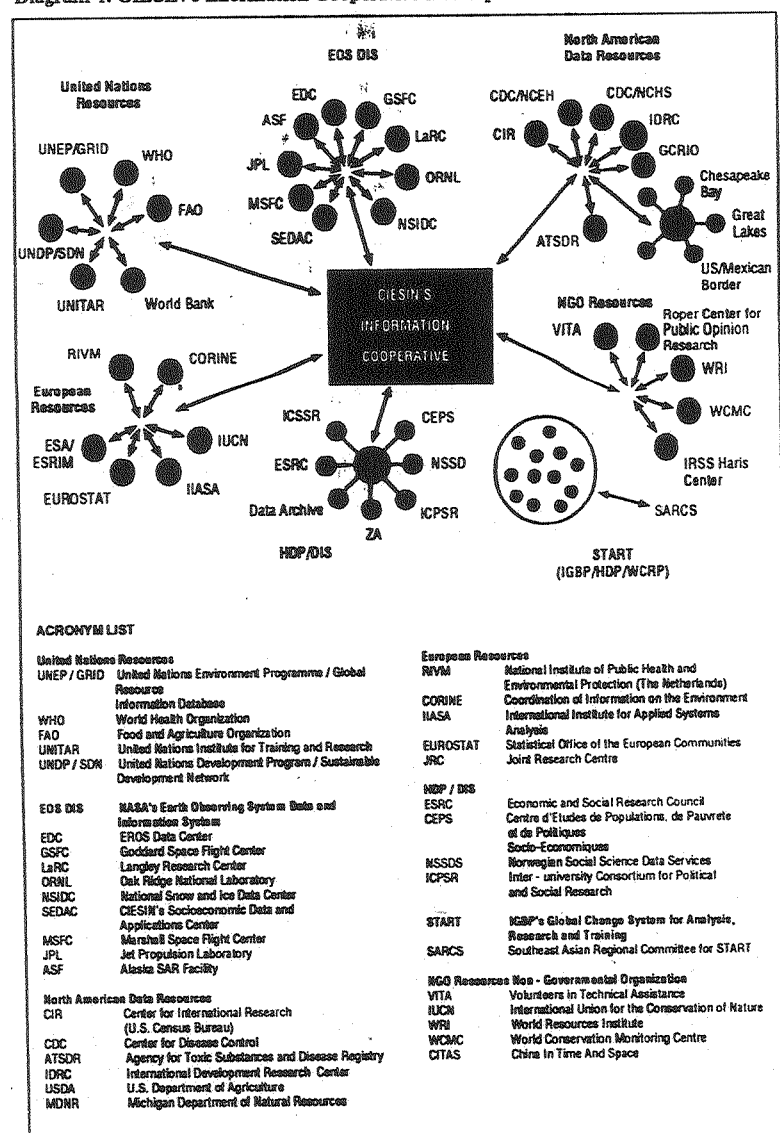 EOS DIS
North American
Data Resources
United Nations
Resources
EDC
GSFC
ASF
LaRC
JPL
ORNL
MSFC
NSIDC
SEDAC
CDC/NCEH
CDC/NCHS
CIR
IDRC
GCRIO
ATSDR
Chesapeake
Bay
Great
Lakes
US/Mexican
Border
UNEP/GRID
WHO
FAO
UNDP/SDN
UNITAR
World Bank
CIESIN'S
INFORMATION
COOPERATIVE
NGO Resources
VITA
Roper Center for
Public Opinion
Research
WRI
WCMC
IRSS Haris
Center
RIVM
CORINE
European
Resources
ESA/
ESRIM
IUCN
EUROSTAT
IIASA
ICSSR
CEPS
ESRC
NSSD
Data Archive
ICPSR
ZA
HDP/DIS
SARCS
START
(IGBP/HDP/WCRP)
ACRONYM LIST
United Nations Resources
UNEP / GRID United Nations Environment Programme / Global
Resource
Information Database
WHO World Health Organization
FAO Food and Agriculture Organization
UNITAR United Nations Institute for Training and Research
UNDP / SDN United Nations Development Program / Sustainable
Development Network
EOS DIS NASA's Earth Observing System Data and
Information System
EDC EROS Data Center
GSFC Goddard Space Flight Center
LaRC Langley Research Center
ORNL Oak Ridge National Laboratory
NSIDC National Snow and Ice Data Center
SEDAC CIESIN's Socioeconomic Data and
Applications Center
MSFC Marshall Space Flight Center
JPL Jet Propulsion Laboratory
ASF Alaska SAR Facility
North American Data Resources
CIR Center for International Research
(U.S. Census Bureau)
CDC Center for Disease Control
ATSDR Agency for Toxic Substances and Disease Registry
IDRC International Development Research Center
USDA U.S. Department of Agriculture
MDNR Michigan Department of Natural Resources
European Resources
RIVM National Institute of Public Health and
Environmental Protection (The Netherlands)
CORINE Coordination of Information on the Environment
IIASA International Institute for Applied Systems
Analysis
EUROSTAT Statistical Office of the European Communities
JRC Joint Research Centre
HDP / DIS
ESRC Economic and Social Research Council
CEPS Centre d'Etudes de Populations, de Pauvrete
et de Politiques
Socio-Economiques
NSSDS Norwegian Social Science Data Services
ICPSR Inter - university Consortium for Political
and Social Research
START IGBP's Global Change System for Analysis,
Research and Training
SARCS Southeast Asian Regional Committee for START
NGO Resources Non - Governmental Organization
VITA Volunteers in Technical Assistance
IUCN International Union for the Conservation of Nature
WRI World Resources Institute
WCMC World Conservation Monitoring Centre
CITAS China In Time And Space